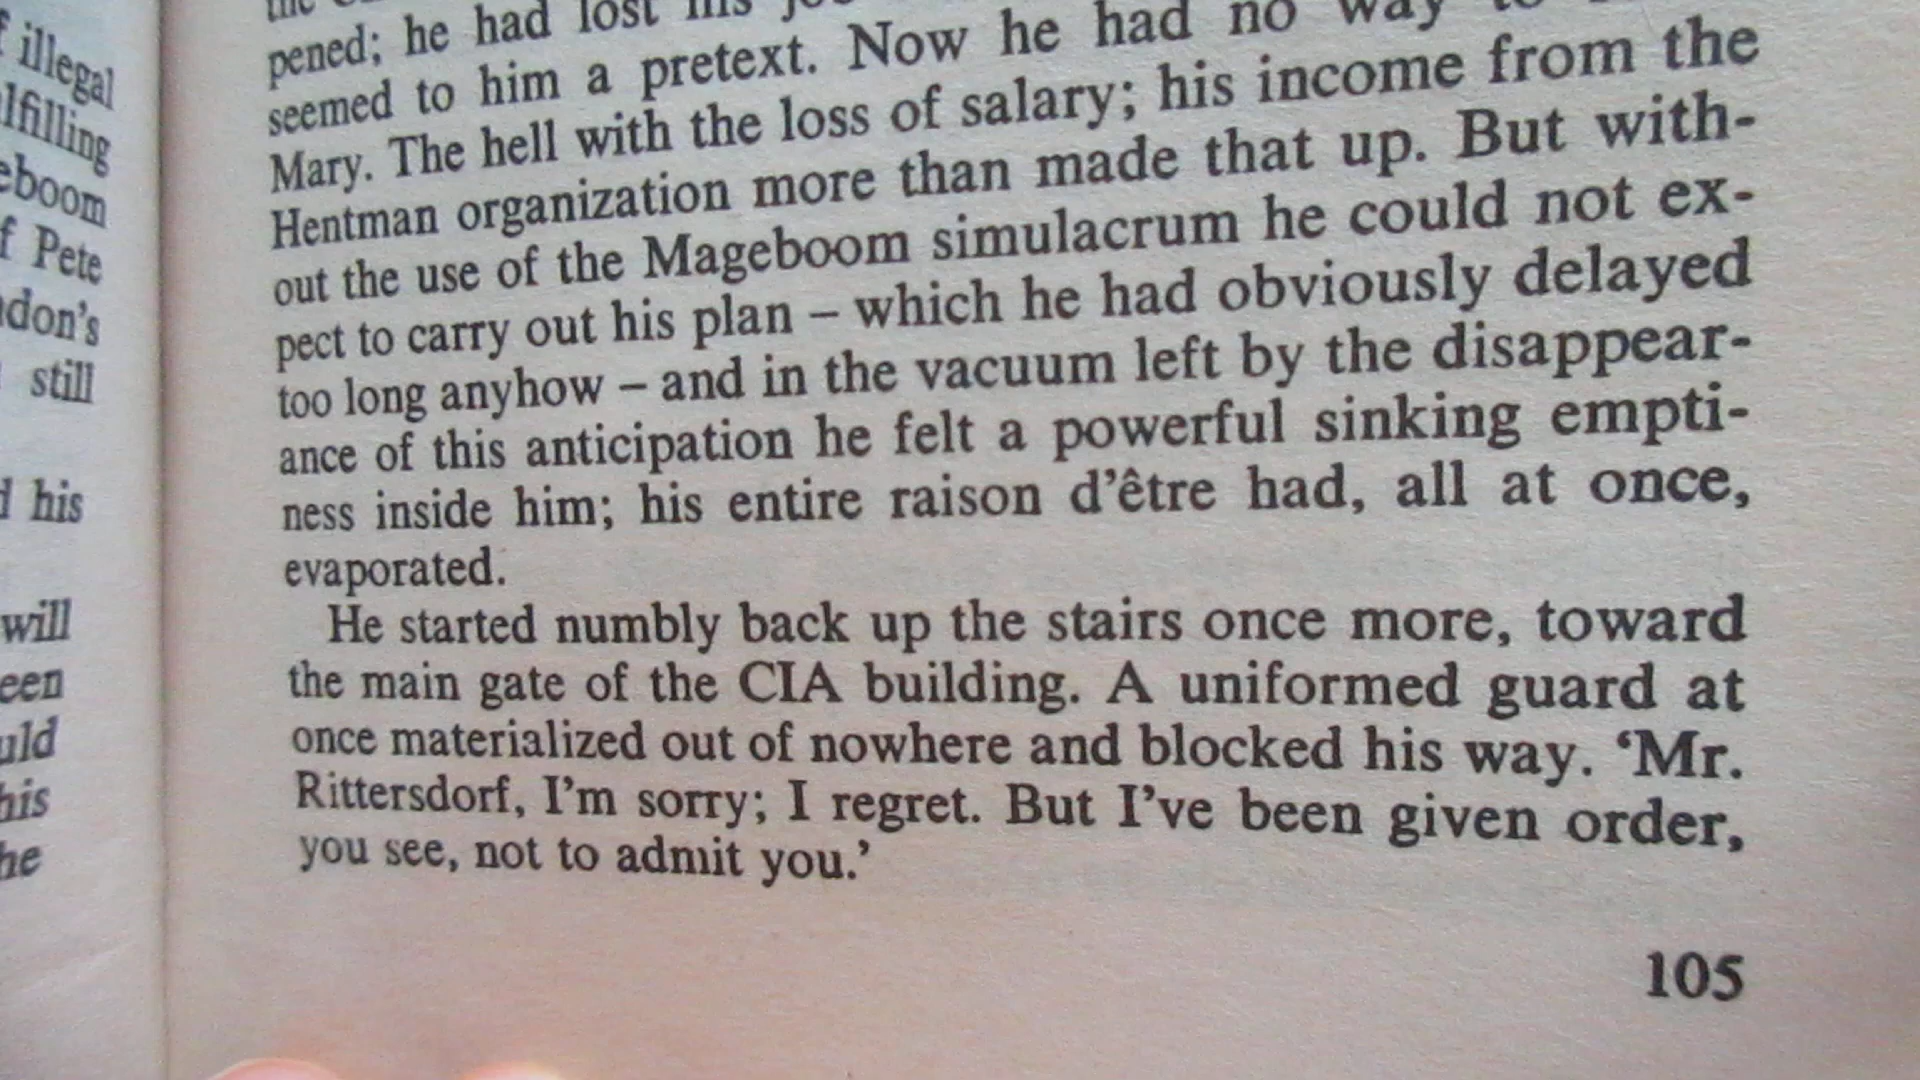 illegal
lfilling
eboom
f Pete
don's
still
d his
will
een
uld
his
he
pened; he had lost his
seemed to him a pretext. Now he had no way to
Mary. The hell with the loss of salary; his income from the
Hentman organization more than made that up. But with-
out the use of the Mageboom simulacrum he could not ex-
pect to carry out his plan – which he had obviously delayed
too long anyhow – and in the vacuum left by the disappear-
ance of this anticipation he felt a powerful sinking empti-
ness inside him; his entire raison d'être had, all at once,
evaporated.
He started numbly back up the stairs once more, toward
the main gate of the CIA building. A uniformed guard at
once materialized out of nowhere and blocked his way. ‘Mr.
Rittersdorf, I'm sorry; I regret. But I've been given order,
you see, not to admit you.’
105